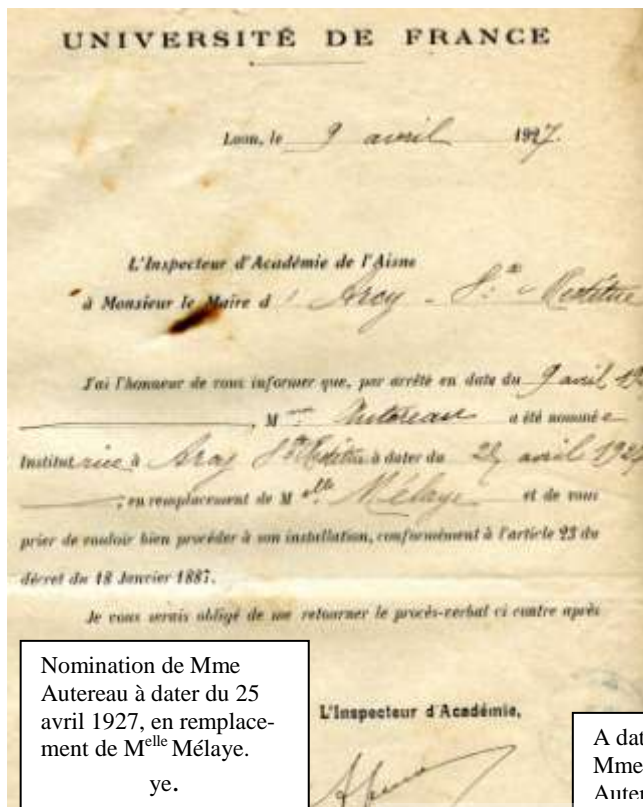 UNIVERSITÉ DE FRANCE
Laon, le 9 avril 1927.
L'Inspecteur d'Académie de l'Aisne
à Monsieur le Maire d' Arcy - Ste Restitue
J'ai l'honneur de vous informer que, par arrêté en date du 9 avril 19
, Mme Autereau a été nommée
Institutrice à Arcy Ste Restitue à dater du 25 avril 192
, en remplacement de Melle Mélaye et de vous
prier de vouloir bien procéder à son installation, conformément à l'article 23 du
décret du 18 Janvier 1887.
Je vous serais obligé de me retourner le procès-verbal ci contre après
L'Inspecteur d'Académie,
Nomination de Mme
Autereau à dater du 25
avril 1927, en remplace-
ment de Melle Mélaye.
ye.
A dat
Mme
Auter